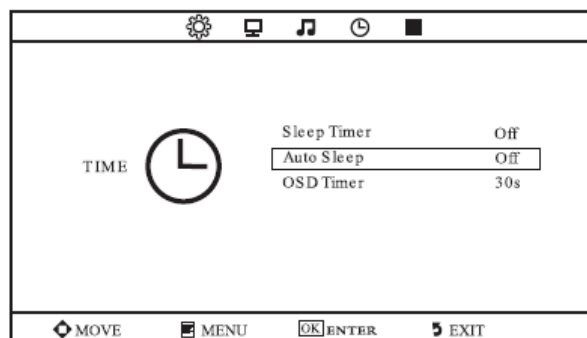 Sleep Timer Off
Auto Sleep Off
TIME
OSD Timer 30s
MOVE MENU OK ENTER EXIT